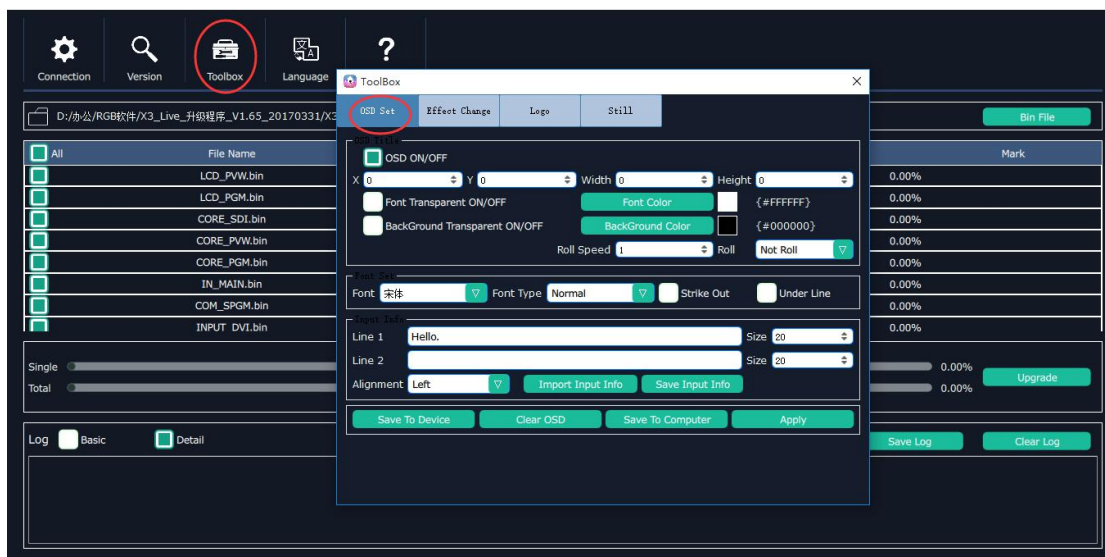 Connection Version Toolbox Language
ToolBox
D:/办公/RGB软件/X3_Live_升级程序_V1.65_20170331/X3
Bin File
OSD Set Effect Change Logo Still
All File Name Mark
OSD Title
OSD ON/OFF
LCD_PVW.bin 0.00%
X 0 Y 0 Width 0 Height 0
LCD_PGM.bin 0.00%
Font Transparent ON/OFF Font Color {#FFFFFF}
CORE_SDI.bin 0.00%
BackGround Transparent ON/OFF BackGround Color {#000000}
CORE_PVW.bin 0.00%
Roll Speed 1 Roll Not Roll
CORE_PGM.bin 0.00%
Font Set
IN_MAIN.bin 0.00%
Font 宋体 Font Type Normal Strike Out Under Line
COM_SPGM.bin 0.00%
Input Info
INPUT DVI.bin 0.00%
Line 1 Hello. Size 20
Line 2 Size 20
Single 0.00%
Alignment Left Import Input Info Save Input Info
Total 0.00%
Upgrade
Save To Device Clear OSD Save To Computer Apply
Log Basic Detail Save Log Clear Log